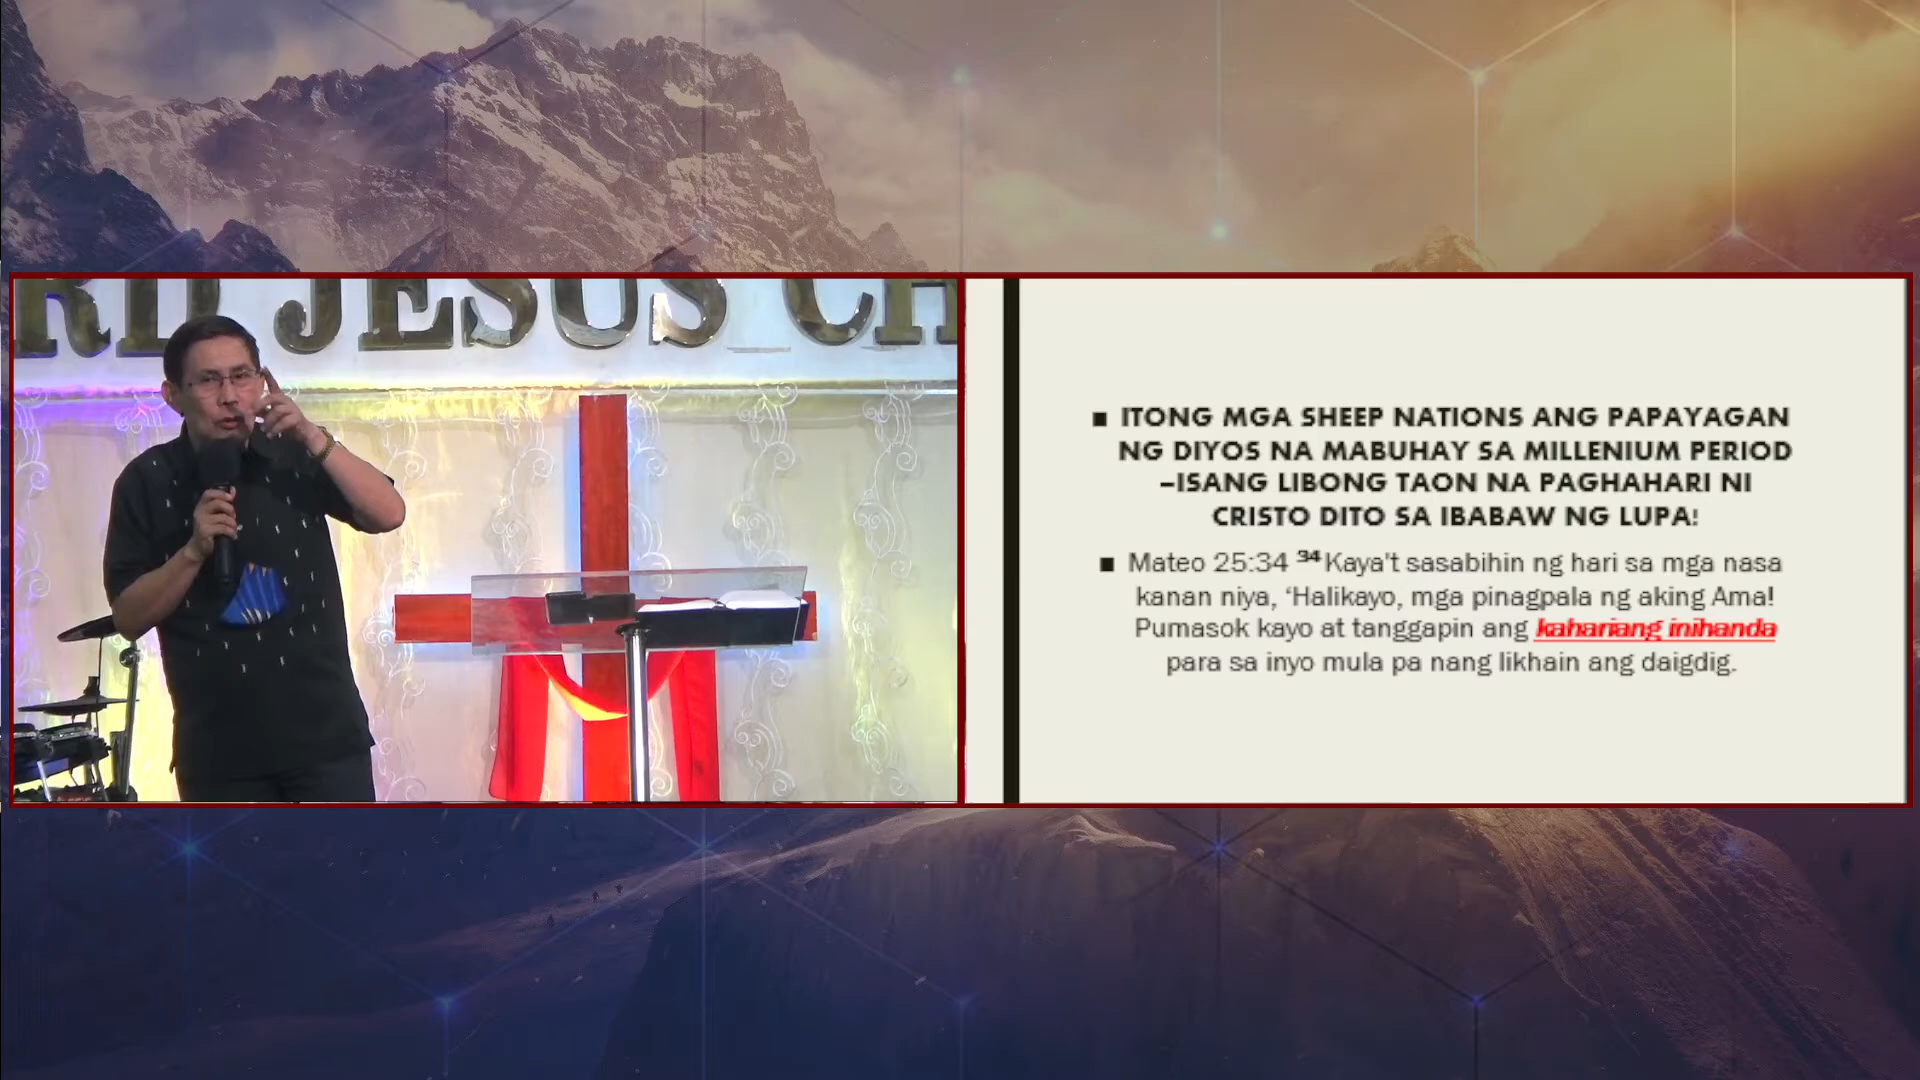 RD JESUS CH
■ ITONG MGA SHEEP NATIONS ANG PAPAYAGAN
NG DIYOS NA MABUHAY SA MILLENIUM PERIOD
–ISANG LIBONG TAON NA PAGHAHARI NI
CRISTO DITO SA IBABAW NG LUPA!
■ Mateo 25:34 ³⁴ Kaya't sasabihin ng hari sa mga nasa
kanan niya, ‘Halikayo, mga pinagpala ng aking Ama!
Pumasok kayo at tanggapin ang kahariang inihanda
para sa inyo mula pa nang likhain ang daigdig.